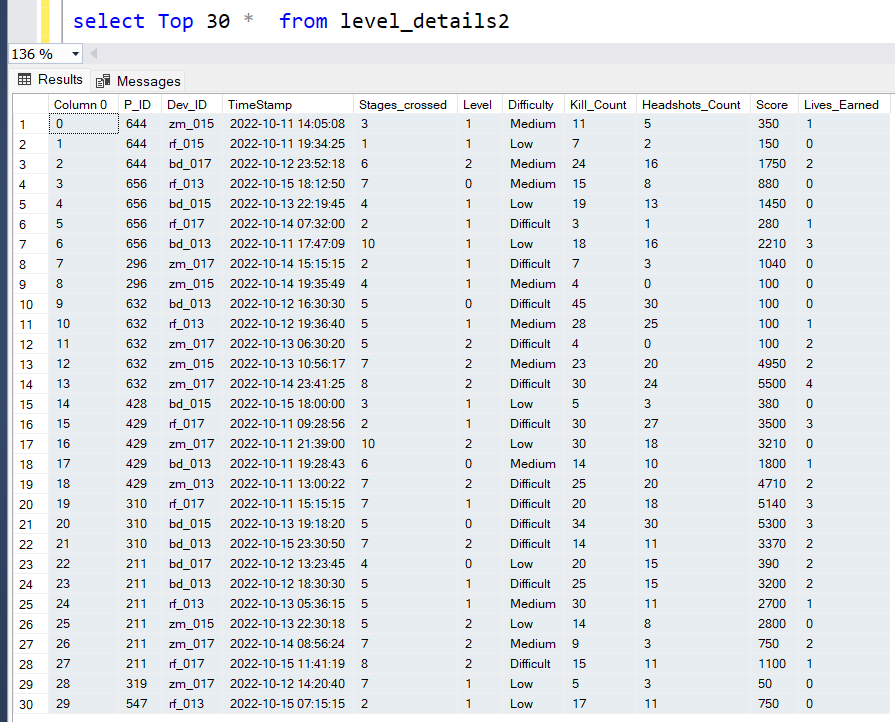 select Top 30 * from level_details2
136 %
Results Messages
Column 0 P_ID Dev_ID TimeStamp Stages_crossed Level Difficulty Kill_Count Headshots_Count Score Lives_Earned
1 0 644 zm_015 2022-10-11 14:05:08 3 1 Medium 11 5 350 1
2 1 644 rf_015 2022-10-11 19:34:25 1 1 Low 7 2 150 0
3 2 644 bd_017 2022-10-12 23:52:18 6 2 Medium 24 16 1750 2
4 3 656 rf_013 2022-10-15 18:12:50 7 0 Medium 15 8 880 0
5 4 656 bd_015 2022-10-13 22:19:45 4 1 Low 19 13 1450 0
6 5 656 rf_017 2022-10-14 07:32:00 2 1 Difficult 3 1 280 1
7 6 656 bd_013 2022-10-11 17:47:09 10 1 Low 18 16 2210 3
8 7 296 zm_017 2022-10-14 15:15:15 2 1 Difficult 7 3 1040 0
9 8 296 zm_015 2022-10-14 19:35:49 4 1 Medium 4 0 100 0
10 9 632 bd_013 2022-10-12 16:30:30 5 0 Difficult 45 30 100 0
11 10 632 rf_013 2022-10-12 19:36:40 5 1 Medium 28 25 100 1
12 11 632 zm_017 2022-10-13 06:30:20 5 2 Difficult 4 0 100 2
13 12 632 zm_015 2022-10-13 10:56:17 7 2 Medium 23 20 4950 2
14 13 632 zm_017 2022-10-14 23:41:25 8 2 Difficult 30 24 5500 4
15 14 428 bd_015 2022-10-15 18:00:00 3 1 Low 5 3 380 0
16 15 429 rf_017 2022-10-11 09:28:56 2 1 Difficult 30 27 3500 3
17 16 429 zm_017 2022-10-11 21:39:00 10 2 Low 30 18 3210 0
18 17 429 bd_013 2022-10-11 19:28:43 6 0 Medium 14 10 1800 1
19 18 429 zm_013 2022-10-11 13:00:22 7 2 Difficult 25 20 4710 2
20 19 310 rf_017 2022-10-11 15:15:15 7 1 Difficult 20 18 5140 3
21 20 310 bd_015 2022-10-13 19:18:20 5 0 Difficult 34 30 5300 3
22 21 310 bd_013 2022-10-15 23:30:50 7 2 Difficult 14 11 3370 2
23 22 211 bd_017 2022-10-12 13:23:45 4 0 Low 20 15 390 2
24 23 211 bd_013 2022-10-12 18:30:30 5 1 Difficult 25 15 3200 2
25 24 211 rf_013 2022-10-13 05:36:15 5 1 Medium 30 11 2700 1
26 25 211 zm_015 2022-10-13 22:30:18 5 2 Low 14 8 2800 0
27 26 211 zm_017 2022-10-14 08:56:24 7 2 Medium 9 3 750 2
28 27 211 rf_017 2022-10-15 11:41:19 8 2 Difficult 15 11 1100 1
29 28 319 zm_017 2022-10-12 14:20:40 7 1 Low 5 3 50 0
30 29 547 rf_013 2022-10-15 07:15:15 2 1 Low 17 11 750 0